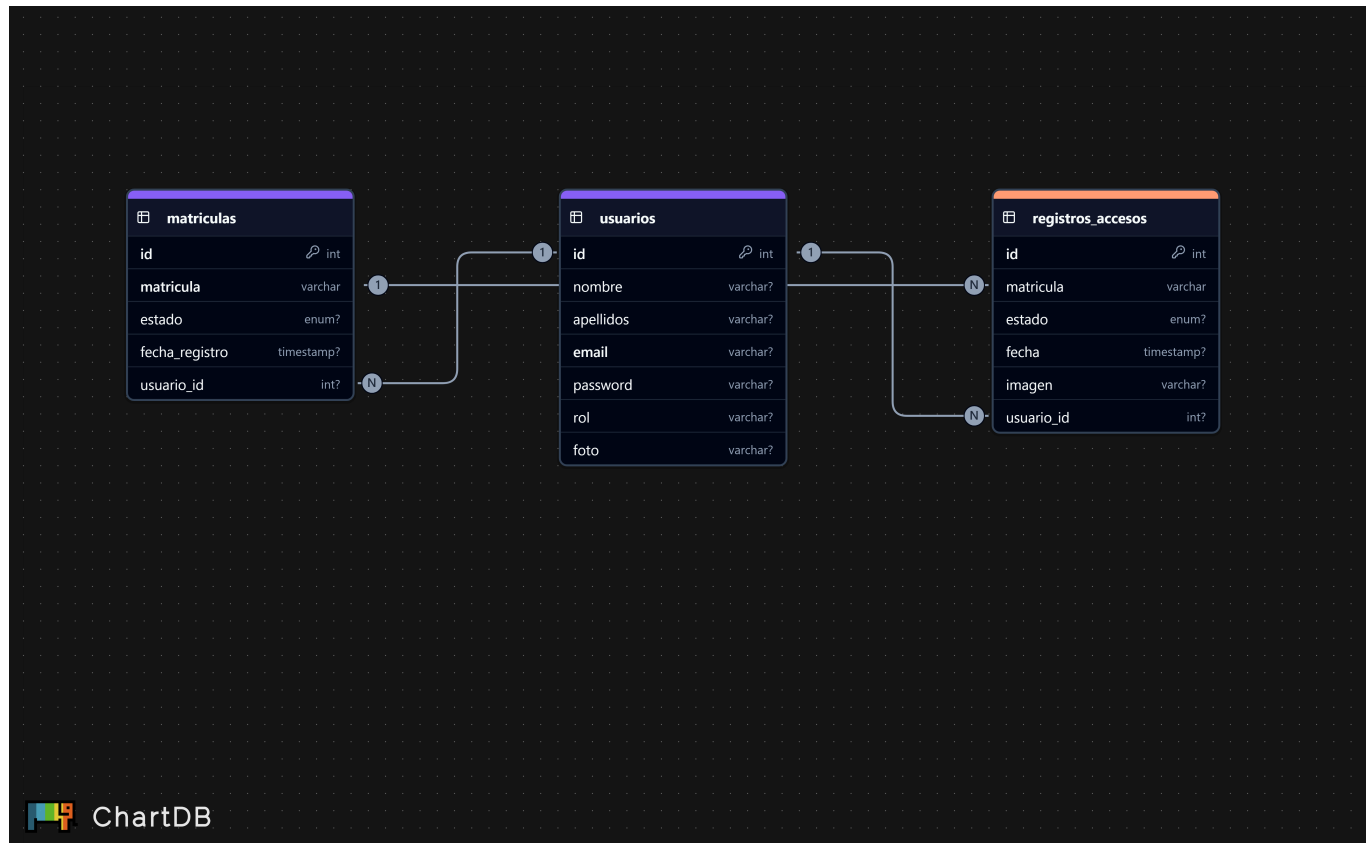 matriculas
id int
matricula varchar
estado enum?
fecha_registro timestamp?
usuario_id int?
1
N
usuarios
id int
nombre varchar?
apellidos varchar?
email varchar?
password varchar?
rol varchar?
foto varchar?
1
1
registros_accesos
id int
matricula varchar
estado enum?
fecha timestamp?
imagen varchar?
usuario_id int?
N
N
ChartDB